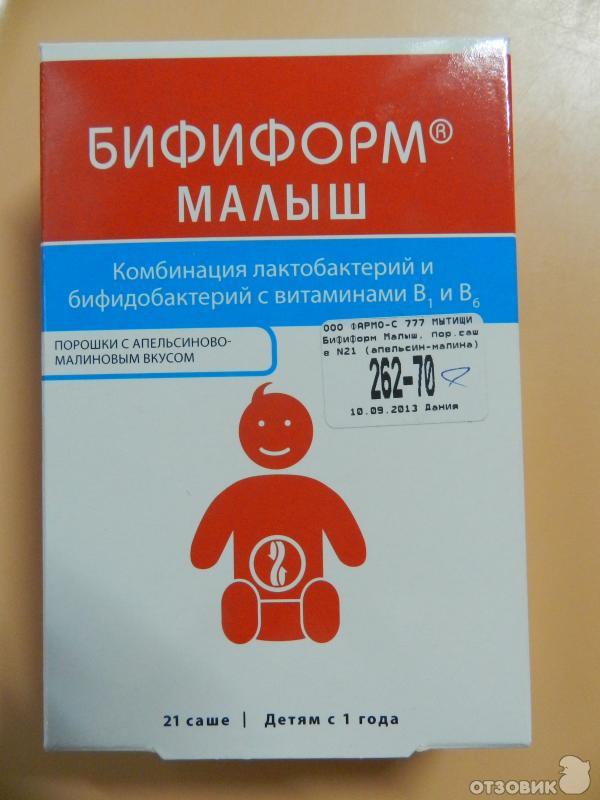 БИФИФОРМ®
МАЛЫШ
Комбинация лактобактерий и
бифидобактерий с витаминами B₁ и B₆
ПОРОШКИ С АПЕЛЬСИНОВО-
МАЛИНОВЫМ ВКУСОМ
ООО ФАРМО-С 777 МЫТИЩИ
БиФиФорм Малыш, пор.саш
е N21 (апельсин-малина)
262-70
10.09.2013 Дания
21 саше | Детям с 1 года
ОТЗОВИК